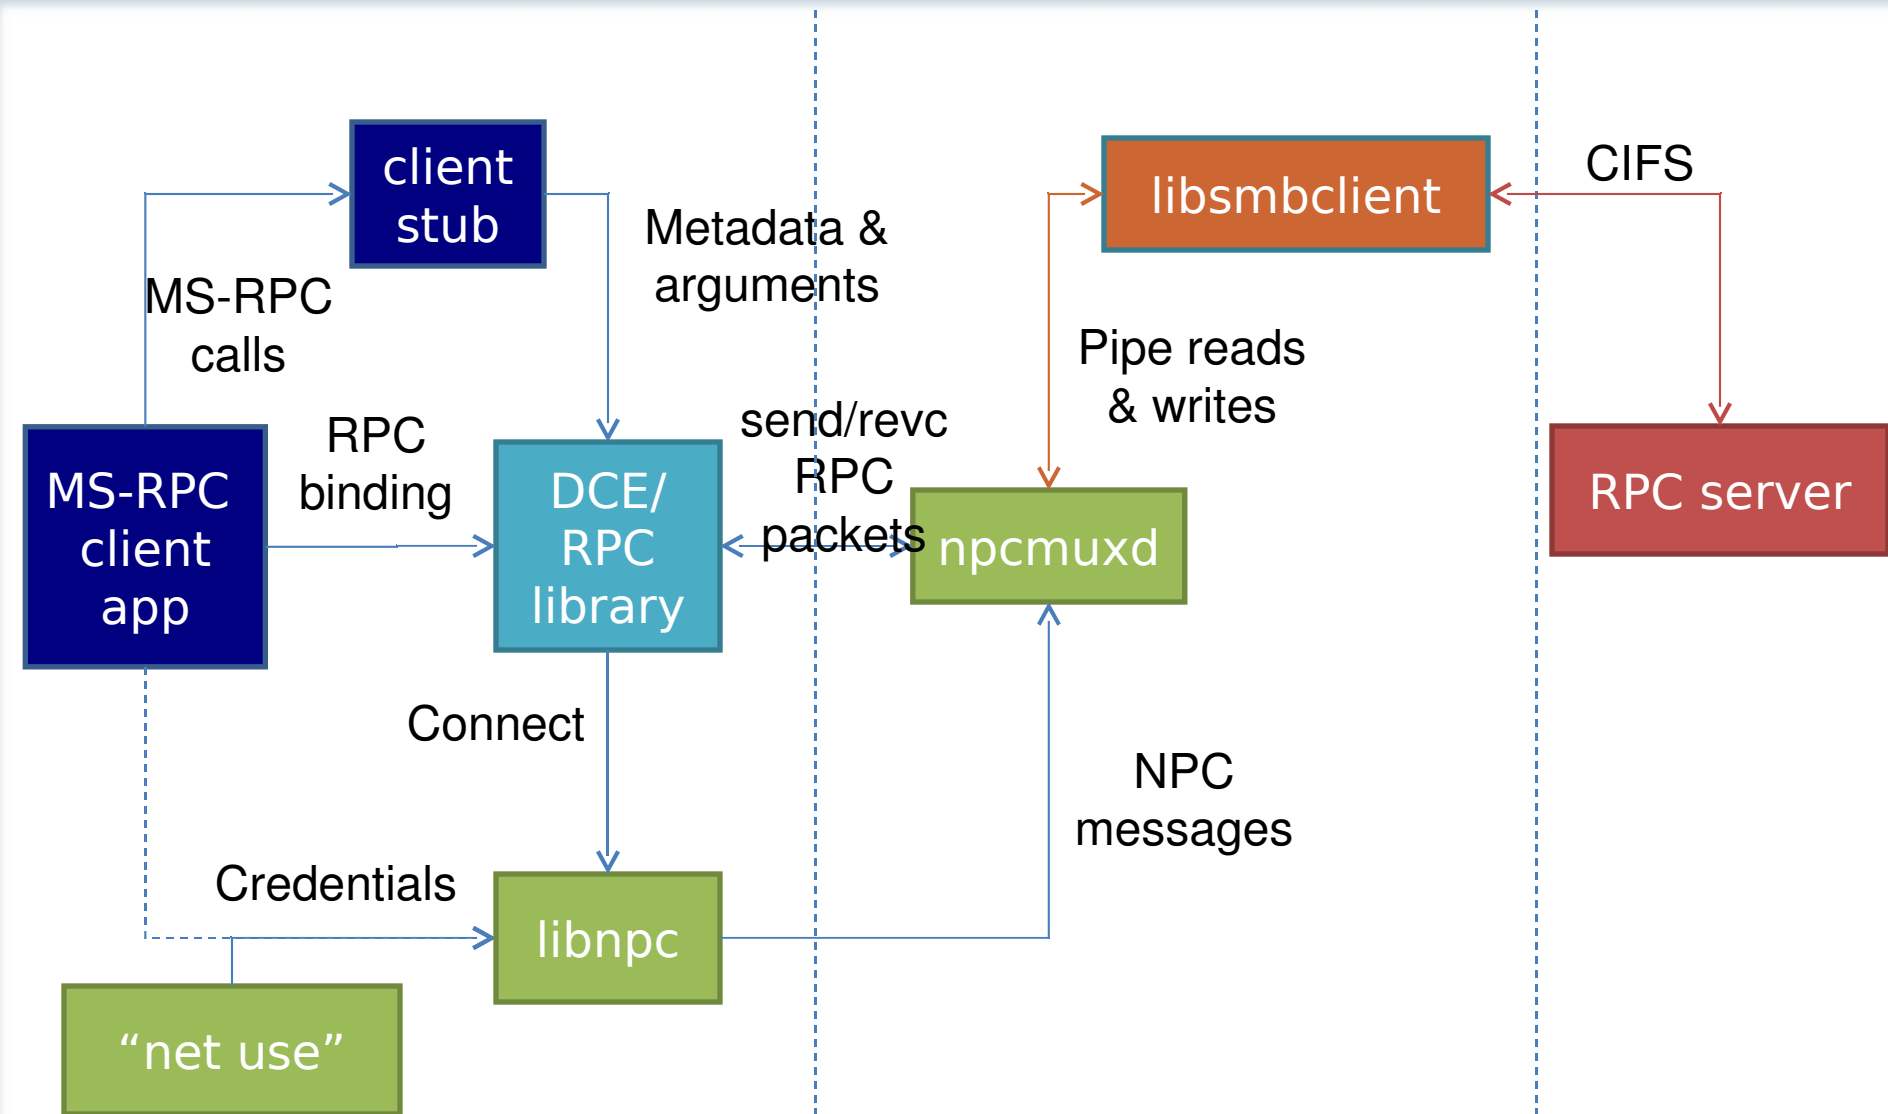 client
stub
libsmbclient
CIFS
Metadata &
arguments
MS-RPC
calls
Pipe reads
& writes
send/revc
RPC
packets
RPC
binding
MS-RPC
client
app
DCE/
RPC
library
npcmuxd
RPC server
Connect
NPC
messages
Credentials
libnpc
“net use”